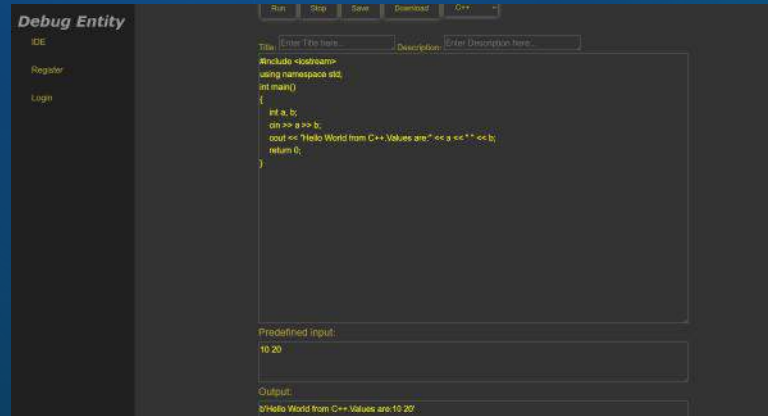 Debug Entity
IDE
Register
Login
Run Stop Save Download C++
Title: Enter Title here... Description: Enter Description here...
#include <iostream>
using namespace std;
int main()
{
int a, b;
cin >> a >> b;
cout << "Hello World from C++.Values are:" << a << " " << b;
return 0;
}
Predefined input:
10 20
Output:
b'Hello World from C++.Values are:10 20'